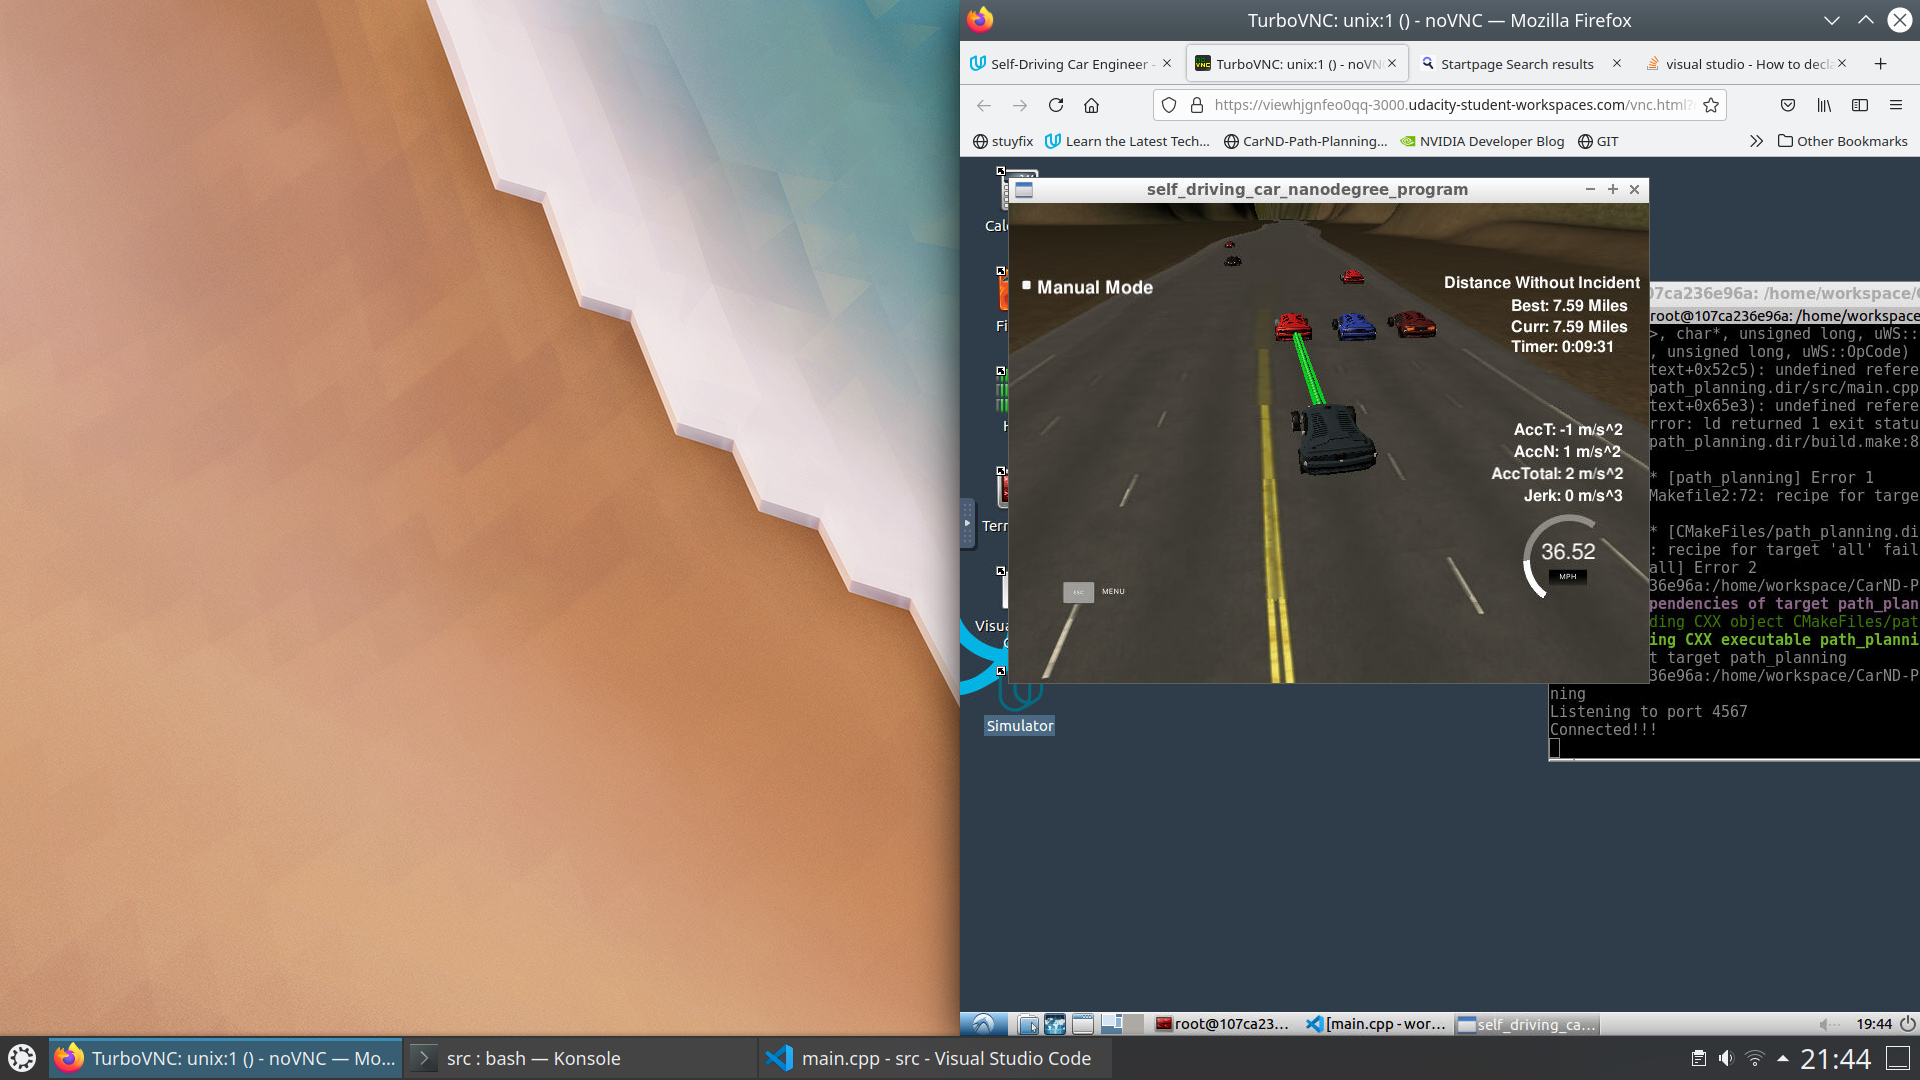 TurboVNC: unix:1 () - noVNC — Mozilla Firefox
Self-Driving Car Engineer -
TurboVNC: unix:1 () - noVN
Startpage Search results
visual studio - How to decla
https://viewhjgnfeo0qq-3000.udacity-student-workspaces.com/vnc.html?
stuyfix
Learn the Latest Tech...
CarND-Path-Planning...
NVIDIA Developer Blog
GIT
Other Bookmarks
self_driving_car_nanodegree_program
Manual Mode
Distance Without Incident
Best: 7.59 Miles
Curr: 7.59 Miles
Timer: 0:09:31
AccT: -1 m/s^2
AccN: 1 m/s^2
AccTotal: 2 m/s^2
Jerk: 0 m/s^3
36.52
MPH
ESC
MENU
Calc
Fi
Term
Visua
Simulator
07ca236e96a: /home/workspace/
root@107ca236e96a: /home/workspace
>, char*, unsigned long, uWS::
, unsigned long, uWS::OpCode)
text+0x52c5): undefined refere
path_planning.dir/src/main.cpp
text+0x65e3): undefined refere
rror: ld returned 1 exit statu
path_planning.dir/build.make:8
* [path_planning] Error 1
Makefile2:72: recipe for targe
* [CMakeFiles/path_planning.di
: recipe for target 'all' fail
all] Error 2
36e96a:/home/workspace/CarND-P
pendencies of target path_plan
ding CXX object CMakeFiles/pat
ing CXX executable path_planni
t target path_planning
36e96a:/home/workspace/CarND-P
ning
Listening to port 4567
Connected!!!
root@107ca23...
[main.cpp - wor...
self_driving_ca...
19:44
TurboVNC: unix:1 () - noVNC — Mo...
src : bash — Konsole
main.cpp - src - Visual Studio Code
21:44